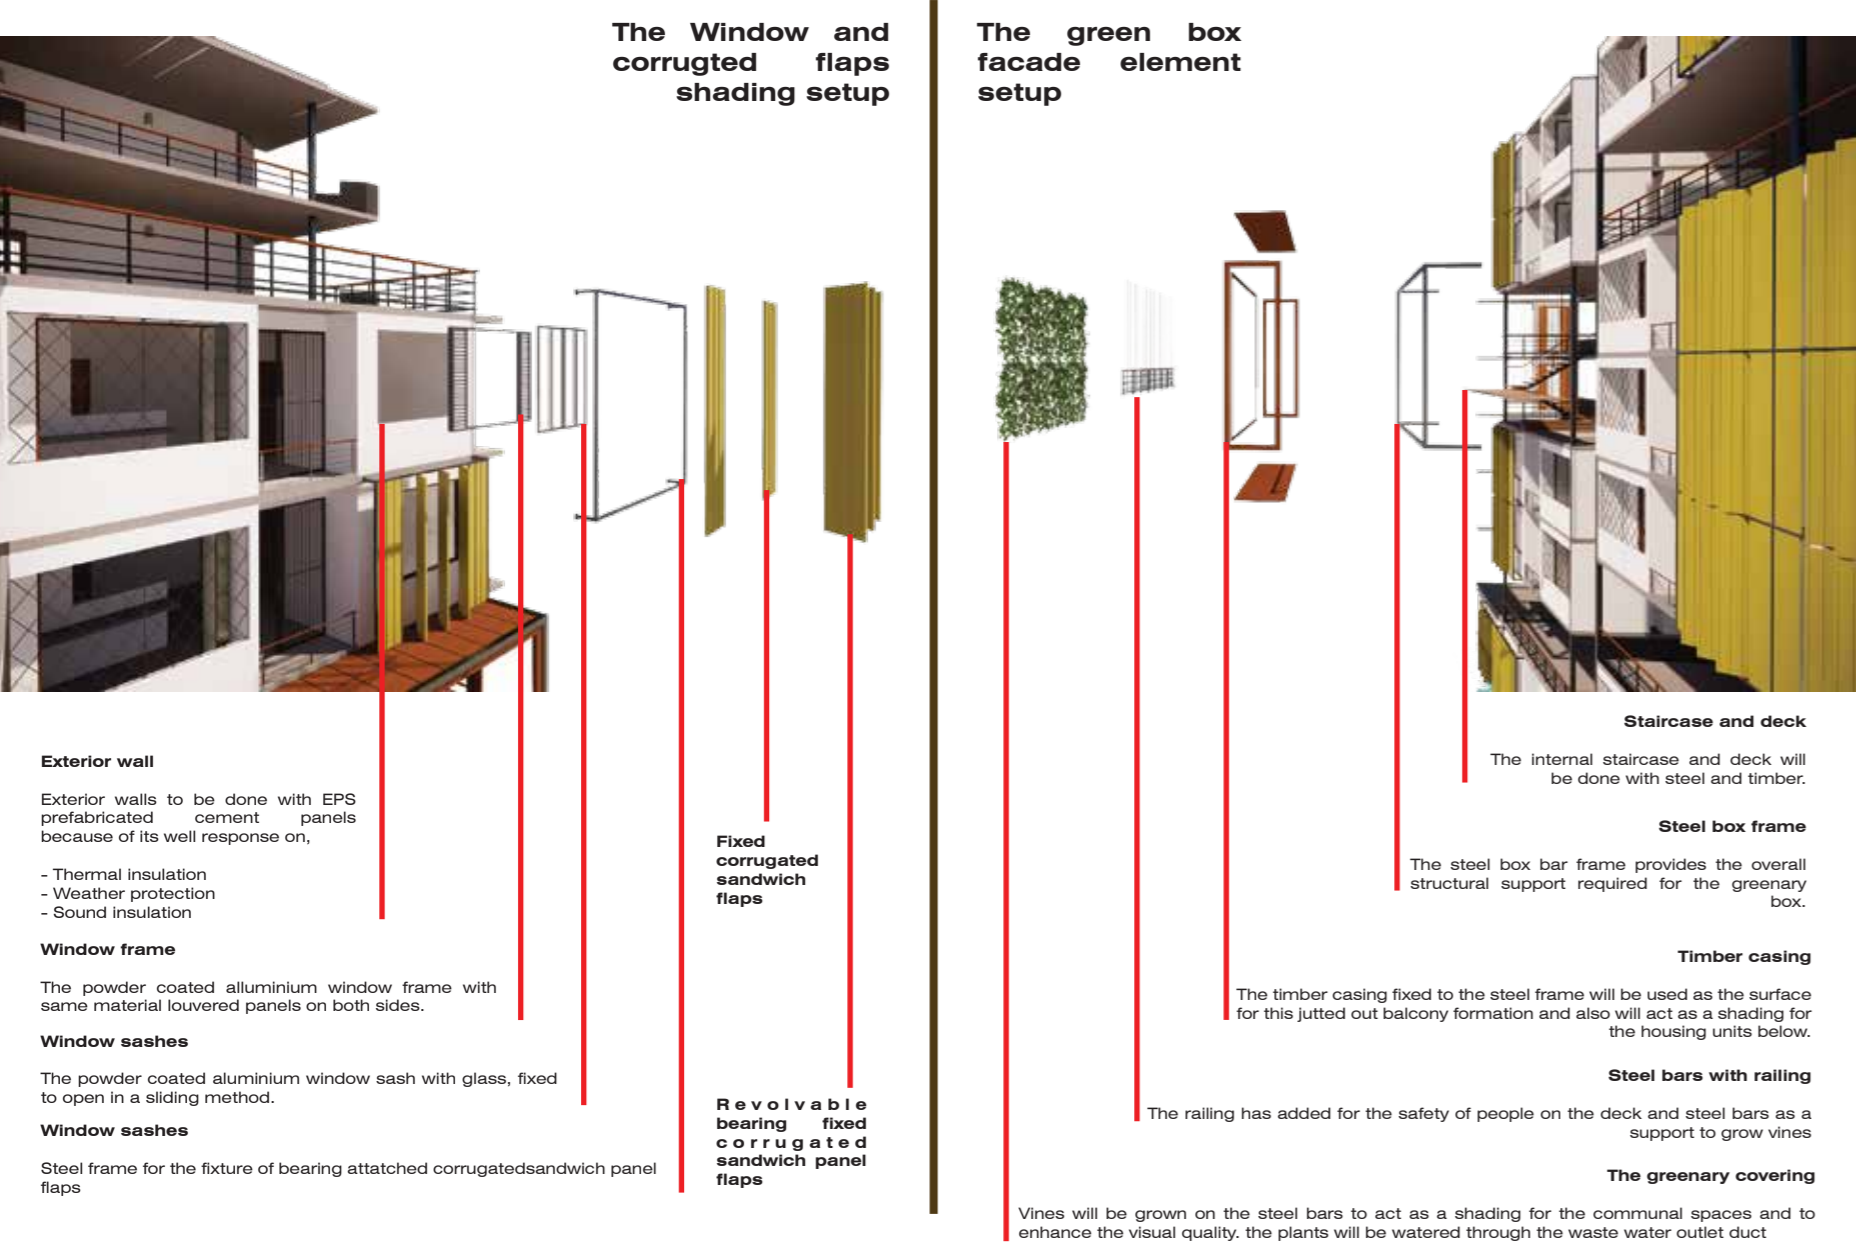 The Window and
corrugted flaps
shading setup
Exterior wall
Exterior walls to be done with EPS
prefabricated cement panels
because of its well response on,
- Thermal insulation
- Weather protection
- Sound insulation
Window frame
The powder coated alluminium window frame with
same material louvered panels on both sides.
Window sashes
The powder coated aluminium window sash with glass, fixed
to open in a sliding method.
Window sashes
Steel frame for the fixture of bearing attatched corrugatedsandwich panel
flaps
Fixed
corrugated
sandwich
flaps
Revolvable
bearing fixed
corrugated
sandwich panel
flaps
The green box
facade element
setup
Staircase and deck
The internal staircase and deck will
be done with steel and timber.
Steel box frame
The steel box bar frame provides the overall
structural support required for the greenary
box.
Timber casing
The timber casing fixed to the steel frame will be used as the surface
for this jutted out balcony formation and also will act as a shading for
the housing units below.
Steel bars with railing
The railing has added for the safety of people on the deck and steel bars as a
support to grow vines
The greenary covering
Vines will be grown on the steel bars to act as a shading for the communal spaces and to
enhance the visual quality. the plants will be watered through the waste water outlet duct